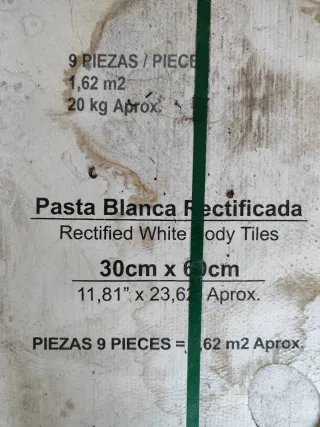 9 PIEZAS / PIECE
1,62 m2
20 kg Aprox.
Pasta Blanca Rectificada
Rectified White Body Tiles
30cm x 60cm
11,81” x 23,62” Aprox.
PIEZAS 9 PIECES = 1,62 m2 Aprox.